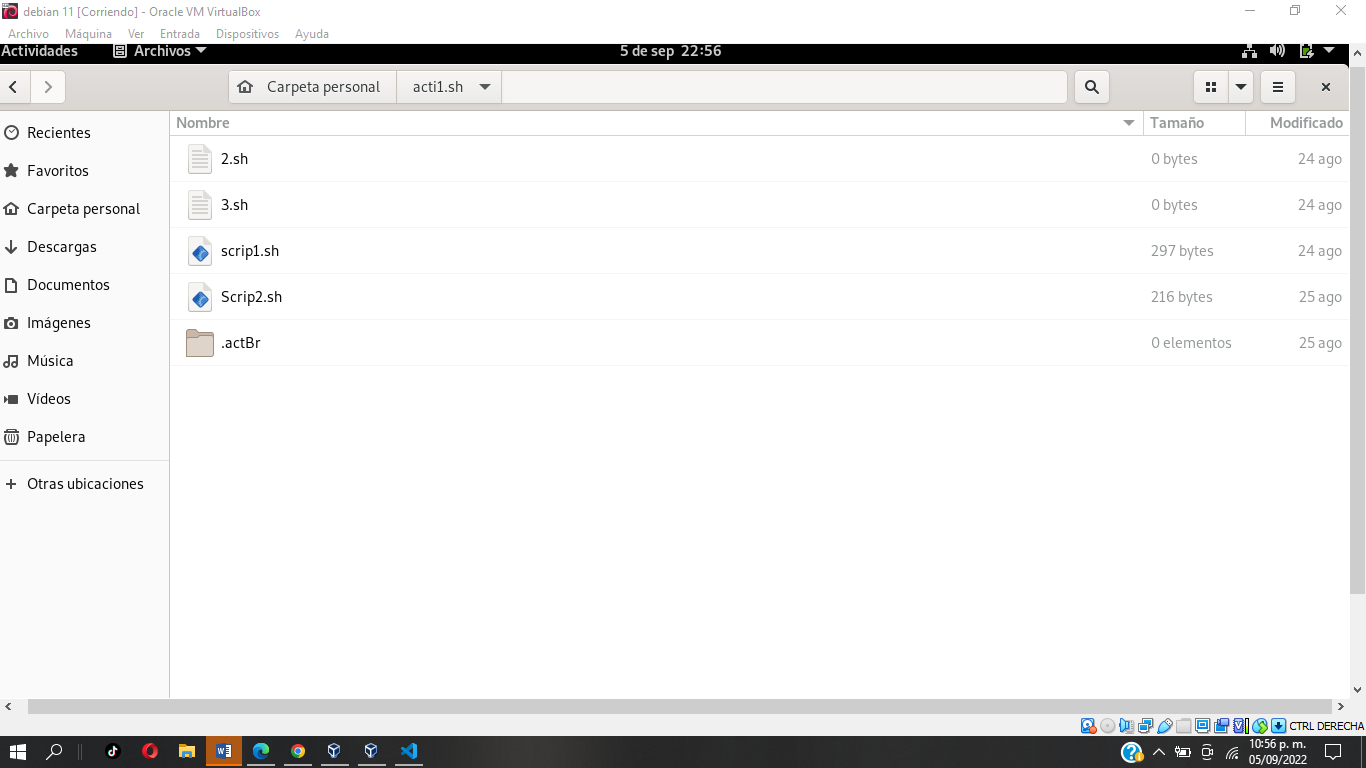 debian 11 [Corriendo] - Oracle VM VirtualBox
Archivo Máquina Ver Entrada Dispositivos Ayuda
Actividades Archivos 5 de sep 22:56
Carpeta personal acti1.sh
Nombre Tamaño Modificado
Recientes
Favoritos
Carpeta personal
Descargas
Documentos
Imágenes
Música
Vídeos
Papelera
+ Otras ubicaciones
2.sh 0 bytes 24 ago
3.sh 0 bytes 24 ago
scrip1.sh 297 bytes 24 ago
Scrip2.sh 216 bytes 25 ago
.actBr 0 elementos 25 ago
CTRL DERECHA
10:56 p. m.
05/09/2022